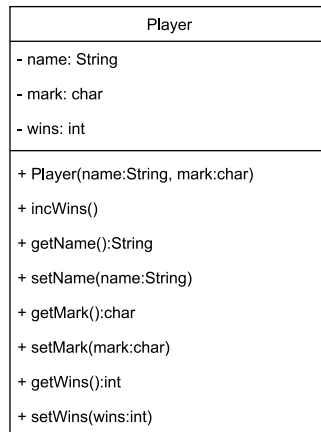 Player
- name: String
- mark: char
- wins: int
+ Player(name:String, mark:char)
+ incWins()
+ getName():String
+ setName(name:String)
+ getMark():char
+ setMark(mark:char)
+ getWins():int
+ setWins(wins:int)